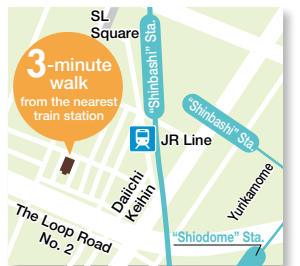 SL
Square
3-minute
walk
from the nearest
train station
"Shinbashi" Sta.
"Shinbashi" Sta.
JR Line
Daiichi
Keihin
Yurikamome
The Loop Road
No. 2
"Shiodome" Sta.